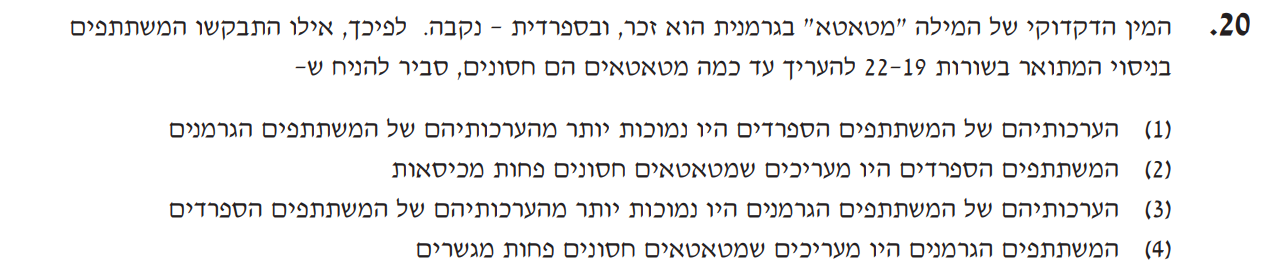 20. המין הדקדוקי של המילה "מטאטא" בגרמנית הוא זכר, ובספרדית – נקבה. לפיכך, אילו התבקשו המשתתפים
בניסוי המתואר בשורות 22-19 להעריך עד כמה מטאטאים הם חסונים, סביר להניח ש-
(1) הערכותיהם של המשתתפים הספרדים היו נמוכות יותר מהערכותיהם של המשתתפים הגרמנים
(2) המשתתפים הספרדים היו מעריכים שמטאטאים חסונים פחות מכיסאות
(3) הערכותיהם של המשתתפים הגרמנים היו נמוכות יותר מהערכותיהם של המשתתפים הספרדים
(4) המשתתפים הגרמנים היו מעריכים שמטאטאים חסונים פחות מגשרים